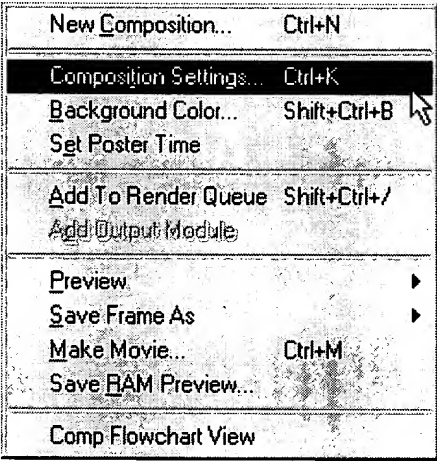 New Composition... Ctrl+N
Composition Settings... Ctrl+K
Background Color... Shift+Ctrl+B
Set Poster Time
Add To Render Queue Shift+Ctrl+/
Add Output Module
Preview
Save Frame As
Make Movie... Ctrl+M
Save RAM Preview...
Comp Flowchart View